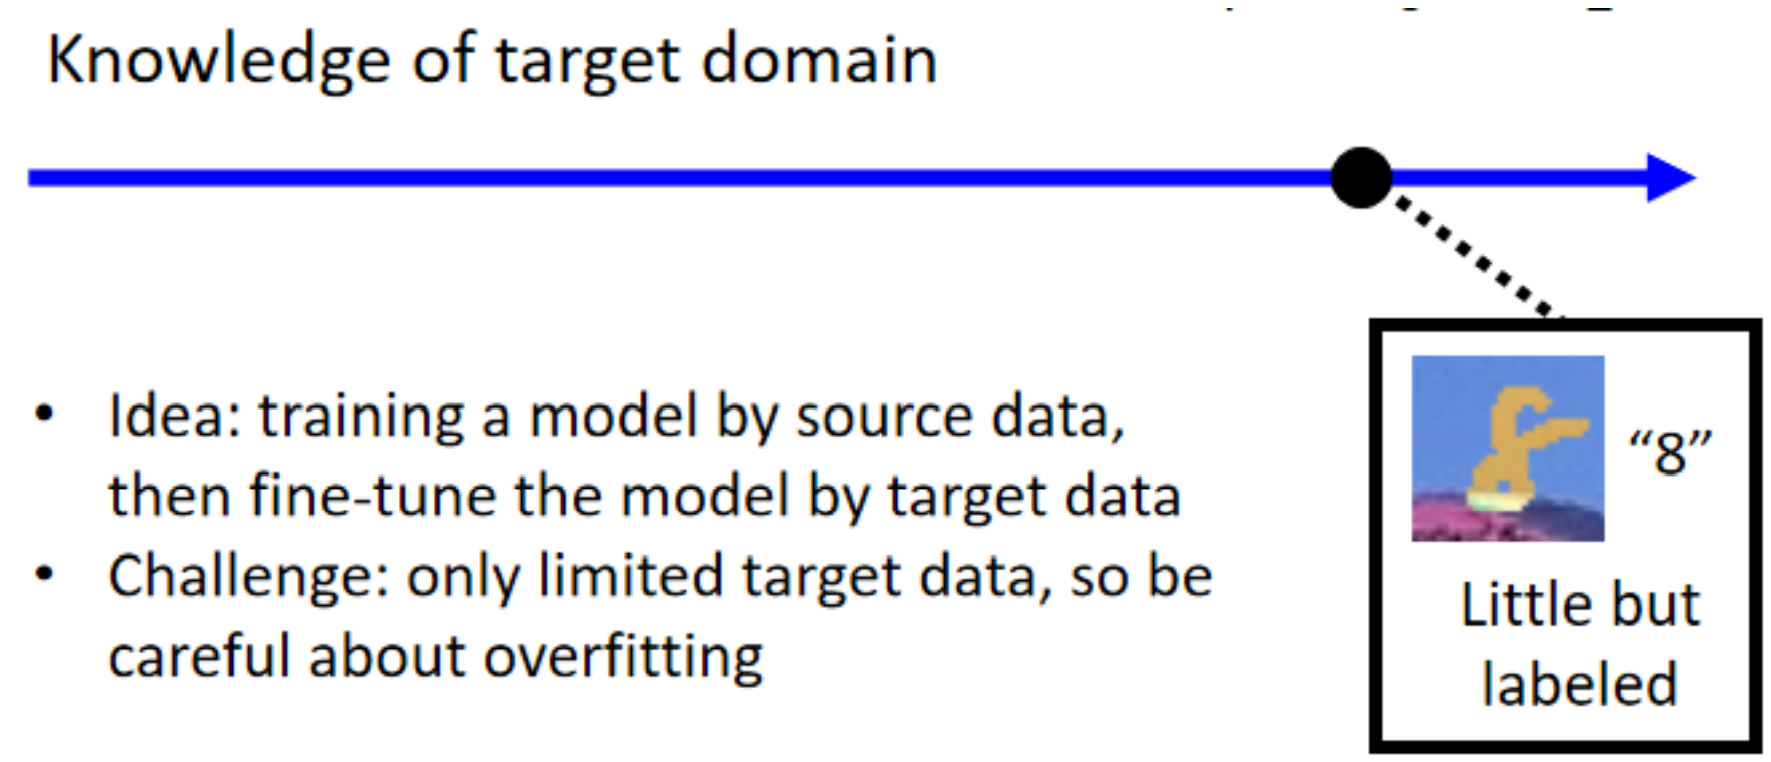 Knowledge of target domain
• Idea: training a model by source data,
then fine-tune the model by target data
• Challenge: only limited target data, so be
careful about overfitting
“8”
Little but
labeled